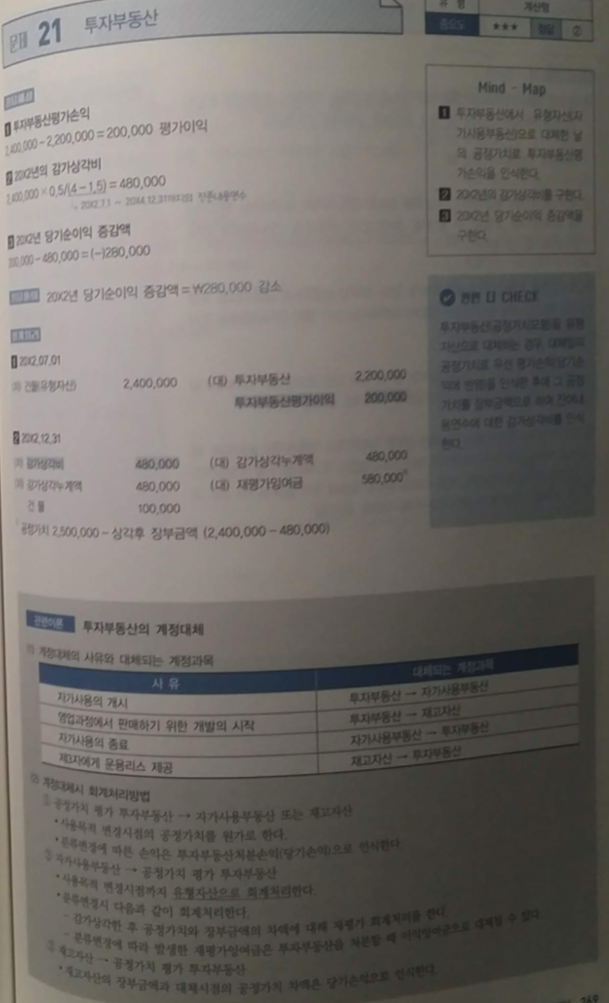 문제 21 투자부동산
유 형 계산형
중요도 ★★★ 정답 ②
1 투자부동산평가손익
2,400,000 - 2,200,000 = 200,000 평가이익
2 20X2년의 감가상각비
2,400,000 × 0.5/(4-1.5) = 480,000
20X2.7.1 ~ 20X4.12.31까지의 잔존내용연수
3 20X2년 당기순이익 증감액
200,000 - 480,000 = (-)280,000
20X2년 당기순이익 증감액 = ₩280,000 감소
회계처리
1 20X2.07.01
(차) 건물(유형자산) 2,400,000 (대) 투자부동산 2,200,000
투자부동산평가이익 200,000
2 20X2.12.31
(차) 감가상각비 480,000 (대) 감가상각누계액 480,000
(차) 감가상각누계액 480,000 (대) 재평가잉여금 580,000*
건 물 100,000
* 공정가치 2,500,000 - 상각후 장부금액 (2,400,000 - 480,000)
Mind - Map
1 투자부동산에서 유형자산(자
가사용부동산)으로 대체한 날
의 공정가치로 투자부동산평
가손익을 인식한다.
2 20X2년의 감가상각비를 구한다.
3 20X2년 당기순이익 증감액을
구한다.
한번 더 CHECK
투자부동산(공정가치모형)을 유형
자산으로 대체하는 경우, 대체일의
공정가치로 우선 평가손익(당기손
익에 반영)을 인식한 후에 그 공정
가치를 장부금액으로 하여 잔여내
용연수에 대한 감가상각비를 인식
한다.
관련이론 투자부동산의 계정대체
(1) 계정대체의 사유와 대체되는 계정과목
사 유 대체되는 계정과목
자가사용의 개시 투자부동산 → 자가사용부동산
영업과정에서 판매하기 위한 개발의 시작 투자부동산 → 재고자산
자가사용의 종료 자가사용부동산 → 투자부동산
제3자에게 운용리스 제공 재고자산 → 투자부동산
(2) 계정대체시 회계처리방법
① 공정가치 평가 투자부동산 → 자가사용부동산 또는 재고자산
• 사용목적 변경시점의 공정가치를 원가로 한다.
• 분류변경에 따른 손익은 투자부동산처분손익(당기손익)으로 인식한다.
② 자가사용부동산 → 공정가치 평가 투자부동산
• 사용목적 변경시점까지 유형자산으로 회계처리한다.
• 분류변경시 다음과 같이 회계처리한다.
- 감가상각한 후 공정가치와 장부금액의 차액에 대해 재평가 회계처리를 한다.
- 분류변경에 따라 발생한 재평가잉여금은 투자부동산을 처분할 때 이익잉여금으로 대체할 수 있다.
③ 재고자산 → 공정가치 평가 투자부동산
• 재고자산의 장부금액과 대체시점의 공정가치 차액은 당기손익으로 인식한다.